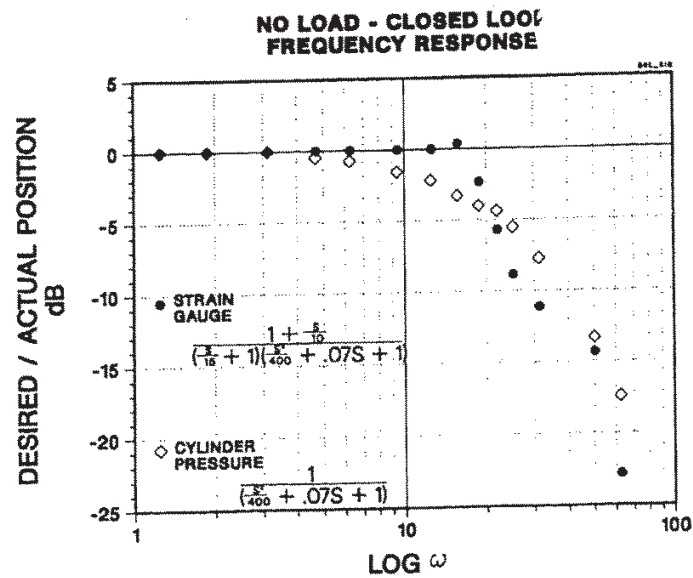 NO LOAD - CLOSED LOOP
FREQUENCY RESPONSE
5
0
-5
-10
-15
-20
-25
DESIRED / ACTUAL POSITION
dB
STRAIN
GAUGE
1 + S/10
(S/15 + 1)(S²/400 + .07S + 1)
CYLINDER
PRESSURE
1
(S²/400 + .07S + 1)
1
10
100
LOG ω